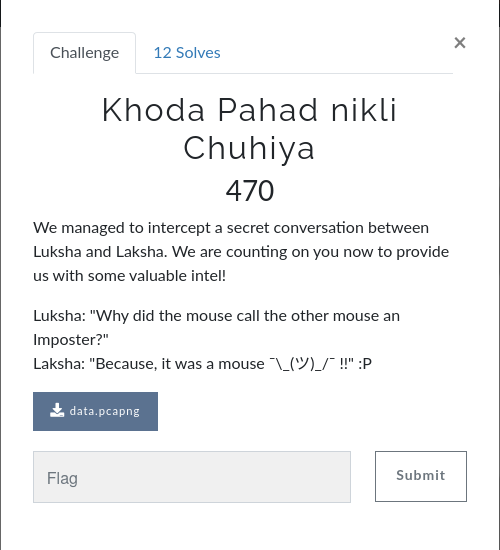 Challenge
12 Solves
×
Khoda Pahad nikli
Chuhiya
470
We managed to intercept a secret conversation between
Luksha and Laksha. We are counting on you now to provide
us with some valuable intel!
Luksha: "Why did the mouse call the other mouse an
Imposter?"
Laksha: "Because, it was a mouse ¯\_(ツ)_/¯ !!" :P
data.pcapng
Flag
Submit